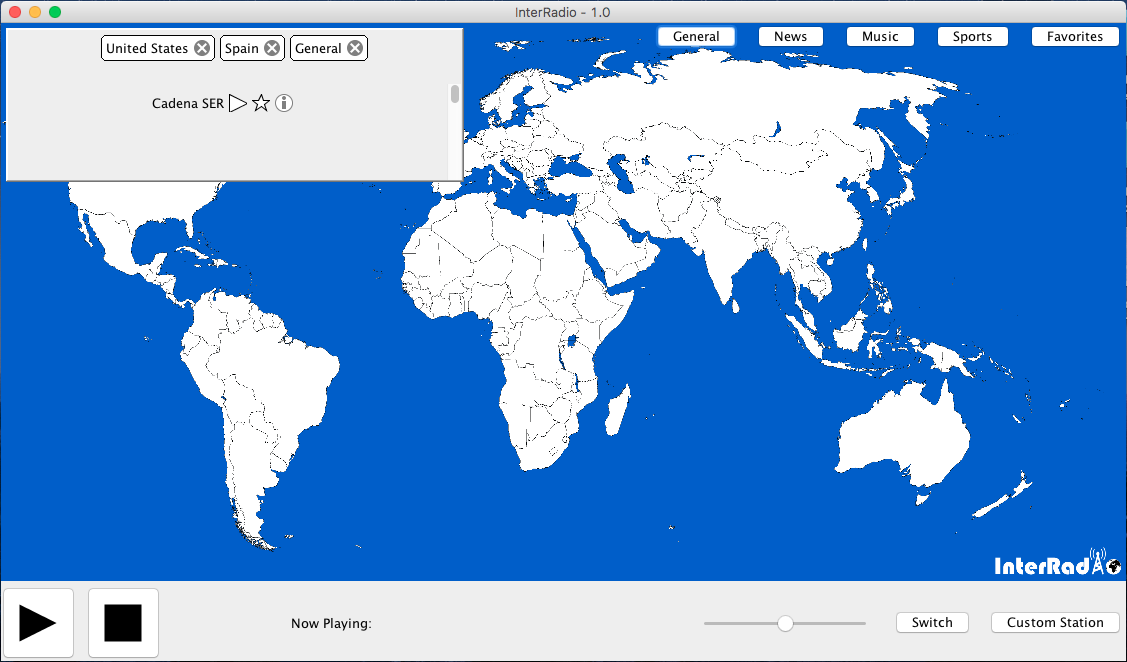 InterRadio - 1.0
United States Spain General
General News Music Sports Favorites
Cadena SER
InterRadio
Now Playing:
Switch Custom Station